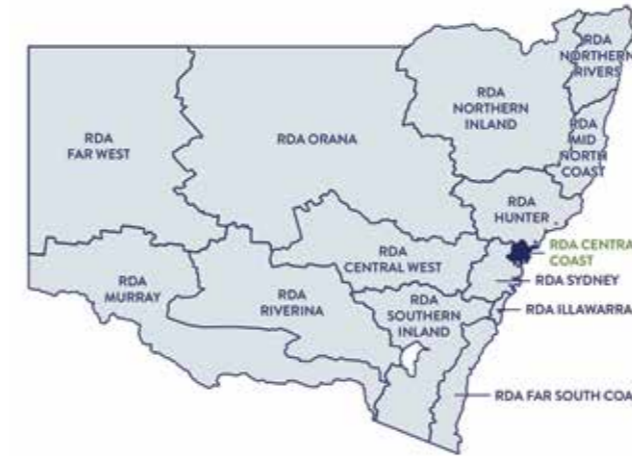 RDA
NORTHERN
RIVERS
RDA
NORTHERN
INLAND
RDA
MID
NORTH
COAST
RDA
FAR WEST
RDA ORANA
RDA
HUNTER
RDA CENTRA
COAST
RDA
CENTRAL WEST
RDA SYDNEY
RDA
MURRAY
RDA
RIVERINA
RDA
SOUTHERN
INLAND
RDA ILLAWARRA
RDA FAR SOUTH COA